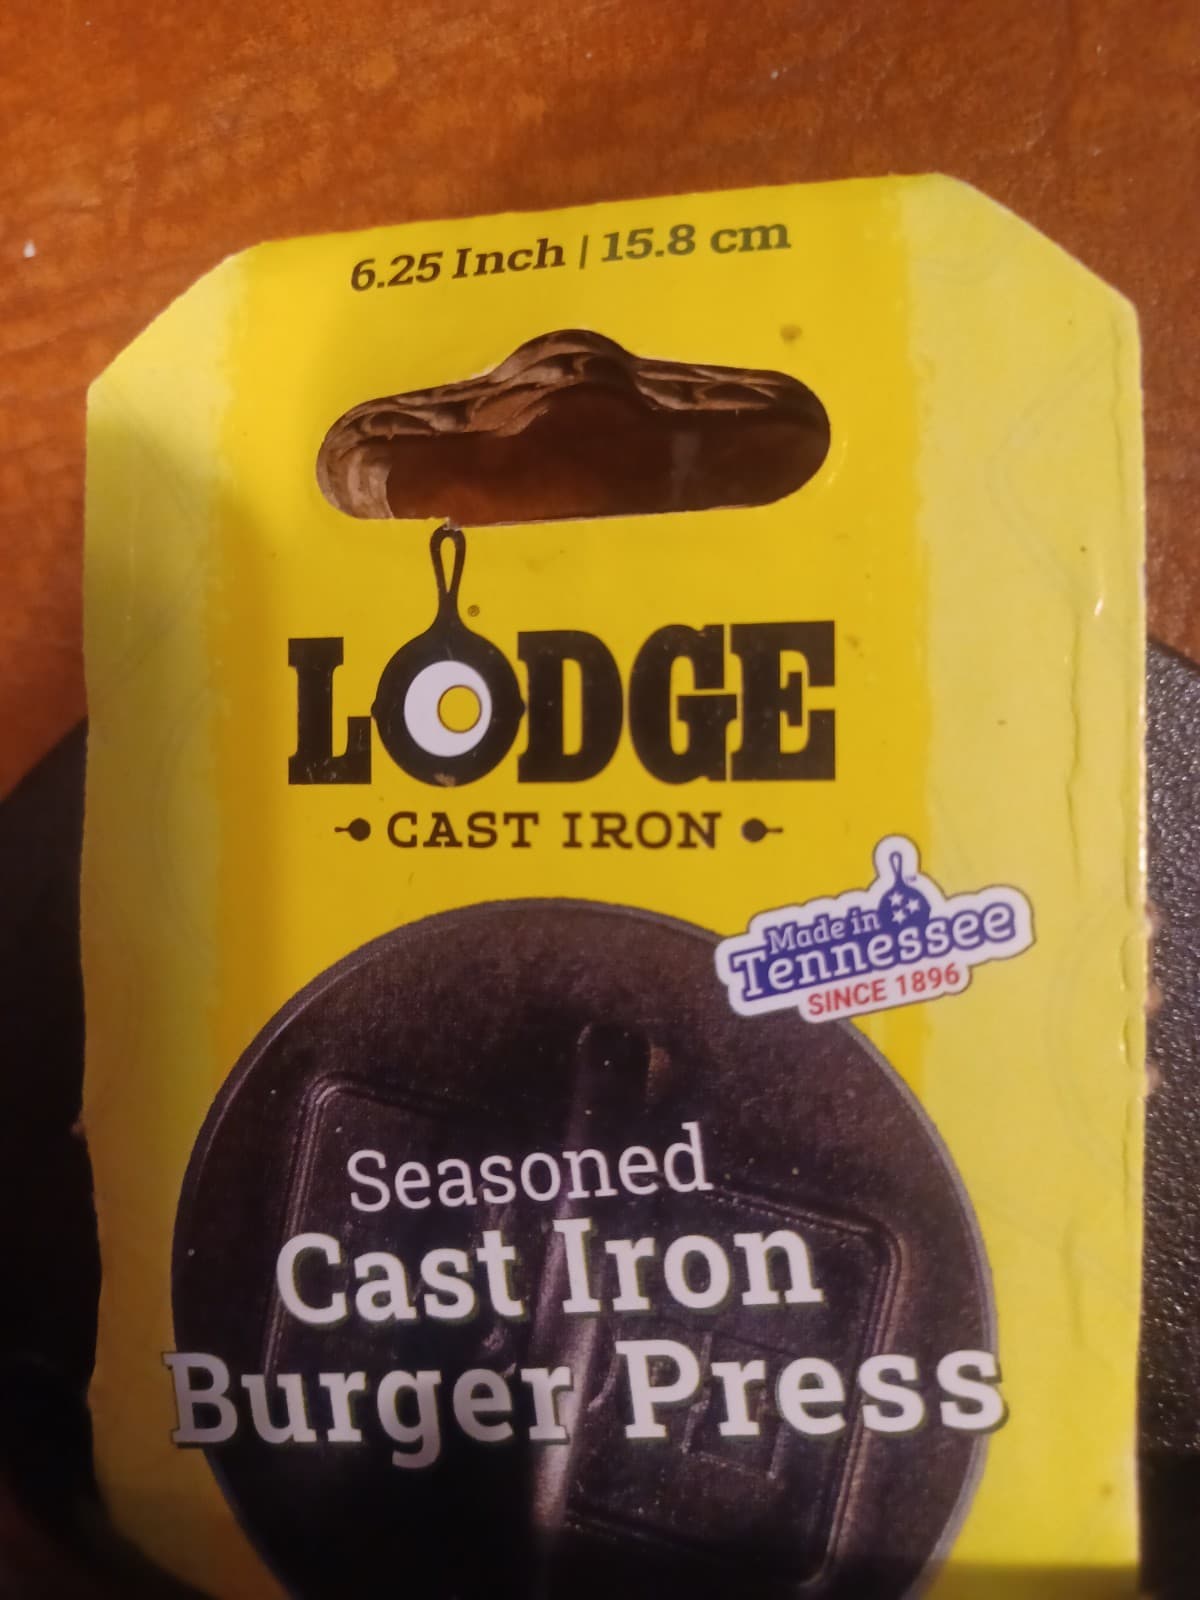 6.25 Inch | 15.8 cm
LODGE
®
CAST IRON
Made in
Tennessee
SINCE 1896
Seasoned
Cast Iron
Burger Press